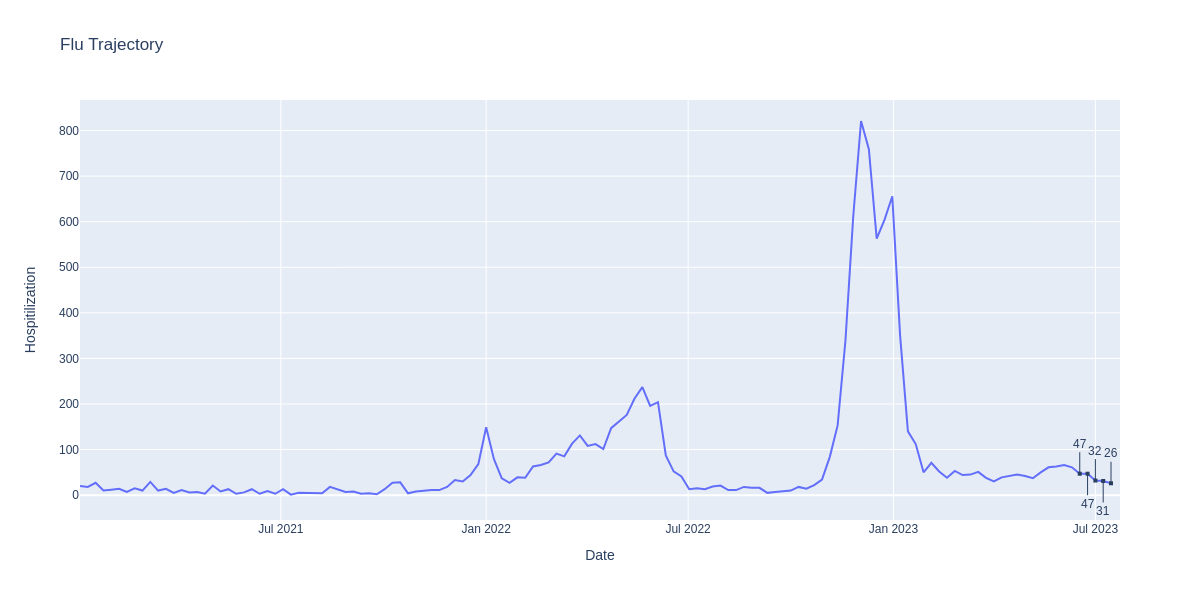 Flu Trajectory
Hospitilization
800
700
600
500
400
300
200
100
0
47
32
26
47
31
Jul 2021
Jan 2022
Jul 2022
Jan 2023
Jul 2023
Date